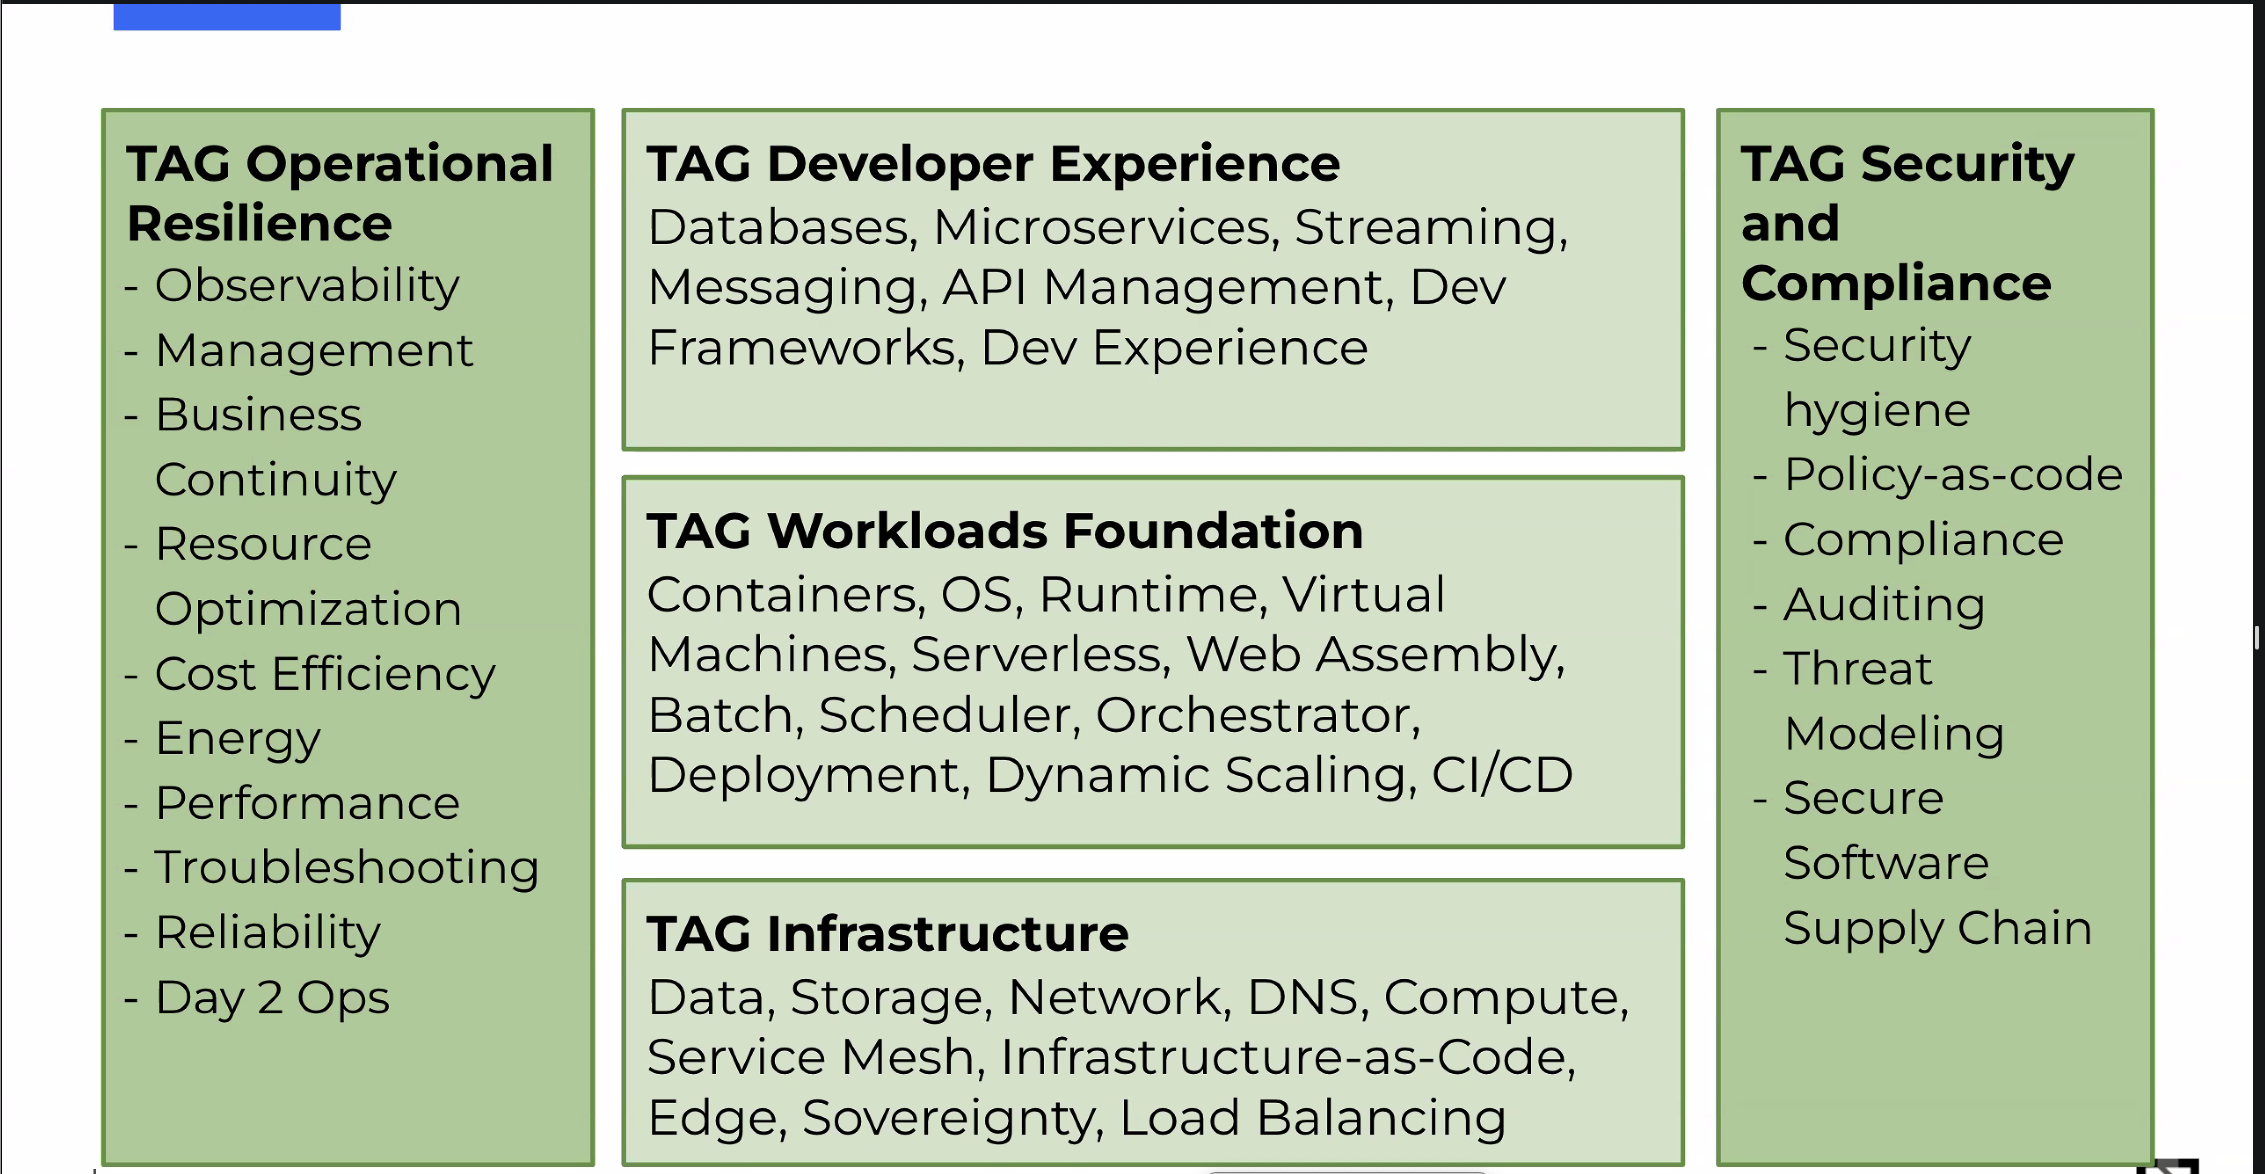 TAG Operational
Resilience
- Observability
- Management
- Business
Continuity
- Resource
Optimization
- Cost Efficiency
- Energy
- Performance
- Troubleshooting
- Reliability
- Day 2 Ops
TAG Developer Experience
Databases, Microservices, Streaming,
Messaging, API Management, Dev
Frameworks, Dev Experience
TAG Workloads Foundation
Containers, OS, Runtime, Virtual
Machines, Serverless, Web Assembly,
Batch, Scheduler, Orchestrator,
Deployment, Dynamic Scaling, CI/CD
TAG Infrastructure
Data, Storage, Network, DNS, Compute,
Service Mesh, Infrastructure-as-Code,
Edge, Sovereignty, Load Balancing
TAG Security
and
Compliance
- Security
hygiene
- Policy-as-code
- Compliance
- Auditing
- Threat
Modeling
- Secure
Software
Supply Chain